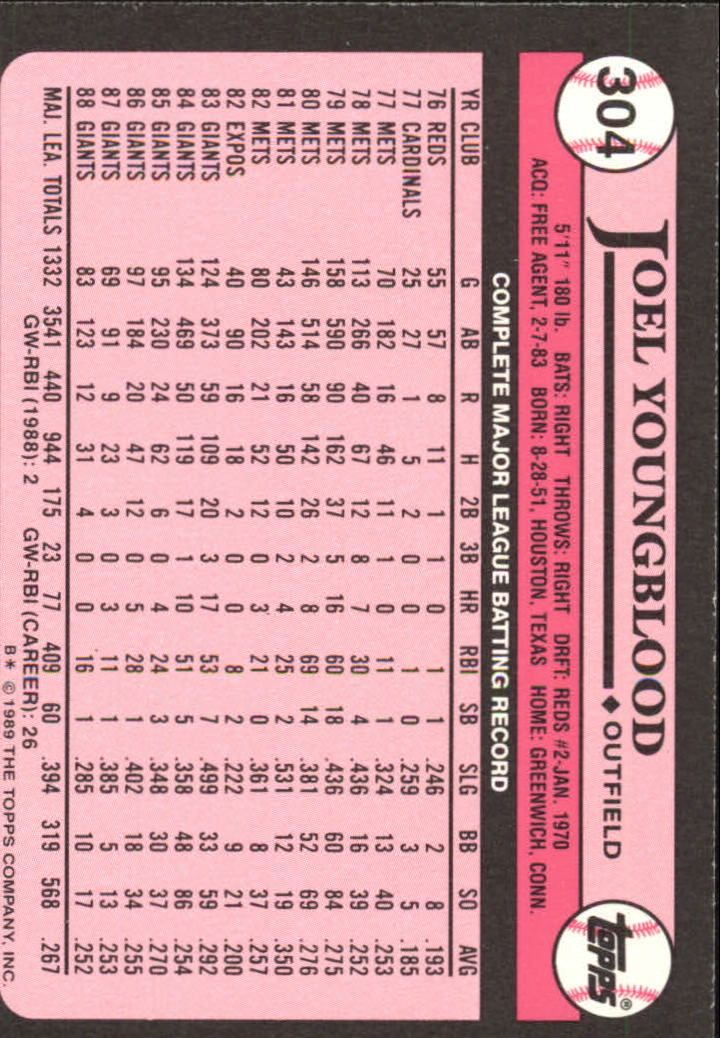 304
JOEL YOUNGBLOOD ♦ OUTFIELD
topps®
5'11" 180 lb. BATS: RIGHT THROWS: RIGHT DRFT: REDS #2-JAN. 1970
ACQ: FREE AGENT, 2-7-83 BORN: 8-28-51, HOUSTON, TEXAS HOME: GREENWICH, CONN.
COMPLETE MAJOR LEAGUE BATTING RECORD
YR CLUB G AB R H 2B 3B HR RBI SB SLG BB SO AVG
76 REDS 55 57 8 11 1 1 0 1 1 .246 2 8 .193
77 CARDINALS 25 27 1 5 2 0 0 1 0 .259 3 5 .185
77 METS 70 182 16 46 11 1 0 11 1 .324 13 40 .253
78 METS 113 266 40 67 12 8 7 30 4 .436 16 39 .252
79 METS 158 590 90 162 37 5 16 60 18 .436 60 84 .275
80 METS 146 514 58 142 26 2 8 69 14 .381 52 69 .276
81 METS 43 143 16 50 10 2 4 25 2 .531 12 19 .350
82 METS 80 202 21 52 12 0 3 21 0 .361 8 37 .257
82 EXPOS 40 90 16 18 2 0 0 8 2 .222 9 21 .200
83 GIANTS 124 373 59 109 20 3 17 53 7 .499 33 59 .292
84 GIANTS 134 469 50 119 17 1 10 51 5 .358 48 86 .254
85 GIANTS 95 230 24 62 6 0 4 24 3 .348 30 37 .270
86 GIANTS 97 184 20 47 12 0 5 28 1 .402 18 34 .255
87 GIANTS 69 91 9 23 3 0 3 11 1 .385 5 13 .253
88 GIANTS 83 123 12 31 4 0 0 16 1 .285 10 17 .252
MAJ. LEA. TOTALS 1332 3541 440 944 175 23 77 409 60 .394 319 568 .267
GW-RBI (1988): 2 GW-RBI (CAREER): 26
B* © 1989 THE TOPPS COMPANY, INC.